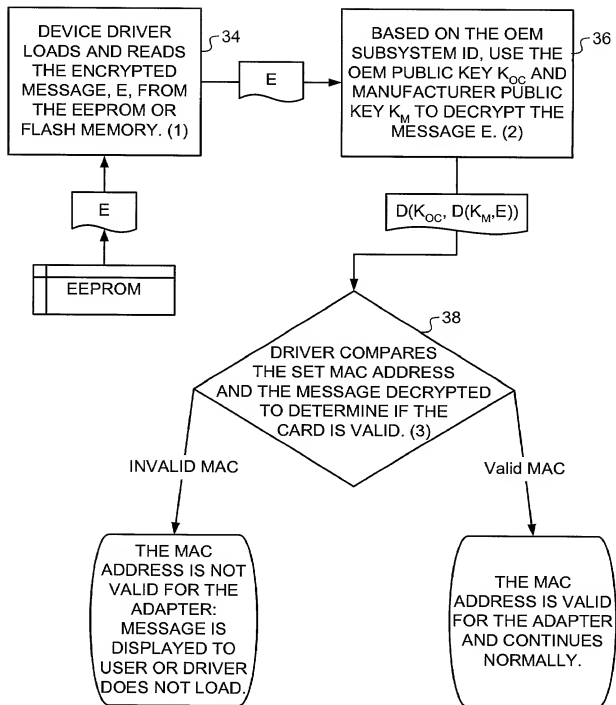 DEVICE DRIVER
LOADS AND READS
THE ENCRYPTED
MESSAGE, E, FROM
THE EEPROM OR
FLASH MEMORY. (1)
34
E
BASED ON THE OEM
SUBSYSTEM ID, USE THE
OEM PUBLIC KEY K_OC AND
MANUFACTURER PUBLIC
KEY K_M TO DECRYPT THE
MESSAGE E. (2)
36
E
EEPROM
D(K_OC, D(K_M,E))
38
DRIVER COMPARES
THE SET MAC ADDRESS
AND THE MESSAGE DECRYPTED
TO DETERMINE IF THE
CARD IS VALID. (3)
INVALID MAC
Valid MAC
THE MAC
ADDRESS IS NOT
VALID FOR THE
ADAPTER:
MESSAGE IS
DISPLAYED TO
USER OR DRIVER
DOES NOT LOAD.
THE MAC
ADDRESS IS VALID
FOR THE ADAPTER
AND CONTINUES
NORMALLY.